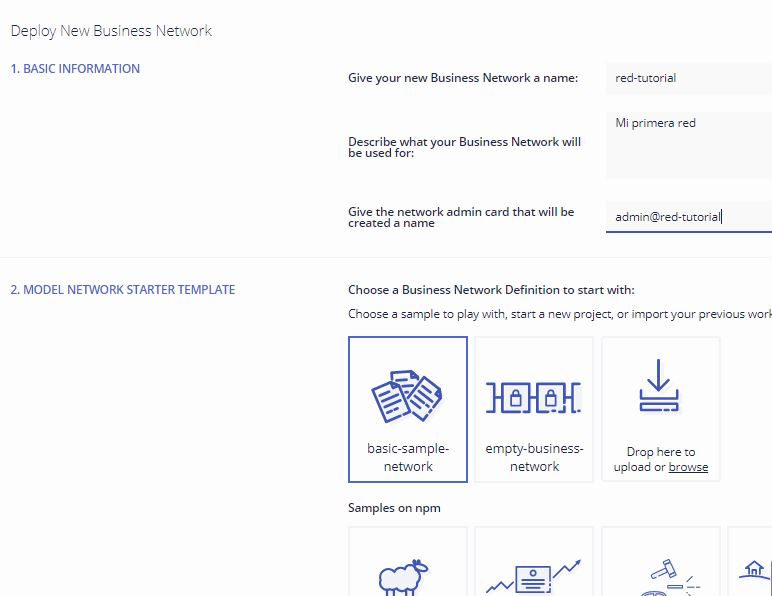 Deploy New Business Network
1. BASIC INFORMATION
Give your new Business Network a name:
red-tutorial
Describe what your Business Network will
be used for:
Mi primera red
Give the network admin card that will be
created a name
admin@red-tutorial
2. MODEL NETWORK STARTER TEMPLATE
Choose a Business Network Definition to start with:
Choose a sample to play with, start a new project, or import your previous work
basic-sample-
network
empty-business-
network
Drop here to
upload or browse
Samples on npm